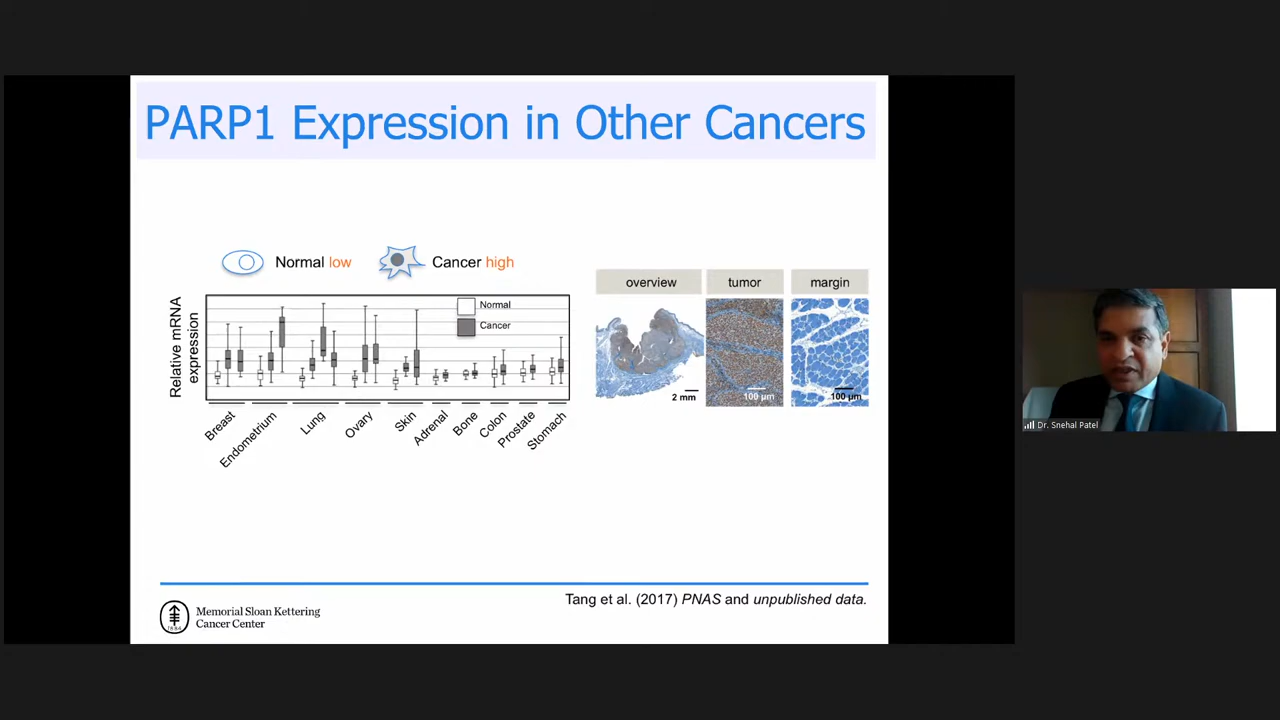 PARP1 Expression in Other Cancers
Normal low
Cancer high
Relative mRNA
expression
Normal
Cancer
Breast
Endometrium
Lung
Ovary
Skin
Adrenal
Bone
Colon
Prostate
Stomach
overview
tumor
margin
2 mm
100 µm
100 µm
Dr. Snehal Patel
Tang et al. (2017) PNAS and unpublished data.
Memorial Sloan Kettering
Cancer Center